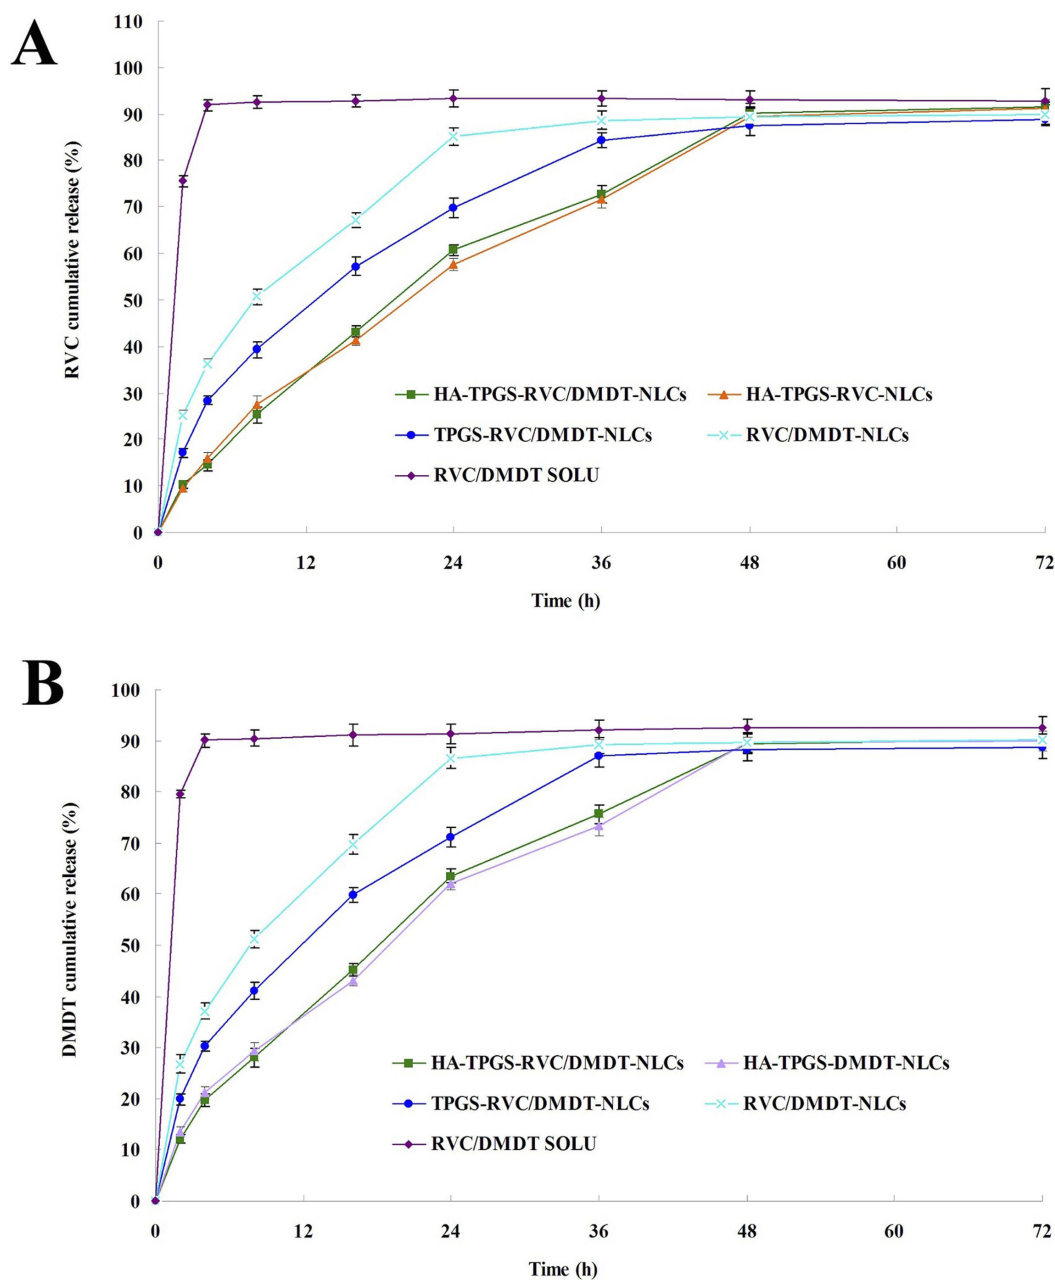 A
RVC cumulative release (%)
110
100
90
80
70
60
50
40
30
20
10
0
HA-TPGS-RVC/DMDT-NLCs HA-TPGS-RVC-NLCs
TPGS-RVC/DMDT-NLCs RVC/DMDT-NLCs
RVC/DMDT SOLU
0 12 24 36 48 60 72
Time (h)
B
DMDT cumulative release (%)
100
90
80
70
60
50
40
30
20
10
0
HA-TPGS-RVC/DMDT-NLCs HA-TPGS-DMDT-NLCs
TPGS-RVC/DMDT-NLCs RVC/DMDT-NLCs
RVC/DMDT SOLU
0 12 24 36 48 60 72
Time (h)